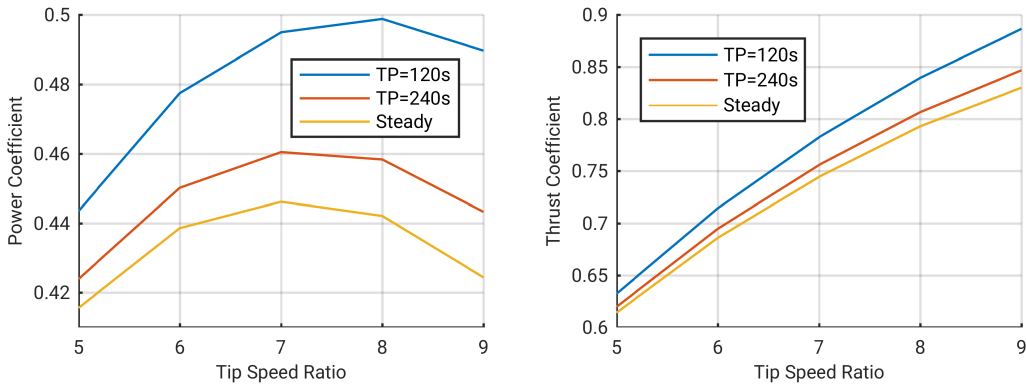 0.5
0.48
0.46
0.44
0.42
5
6
7
8
9
Tip Speed Ratio
Power Coefficient
TP=120s
TP=240s
Steady
0.9
0.85
0.8
0.75
0.7
0.65
0.6
5
6
7
8
9
Tip Speed Ratio
Thrust Coefficient
TP=120s
TP=240s
Steady